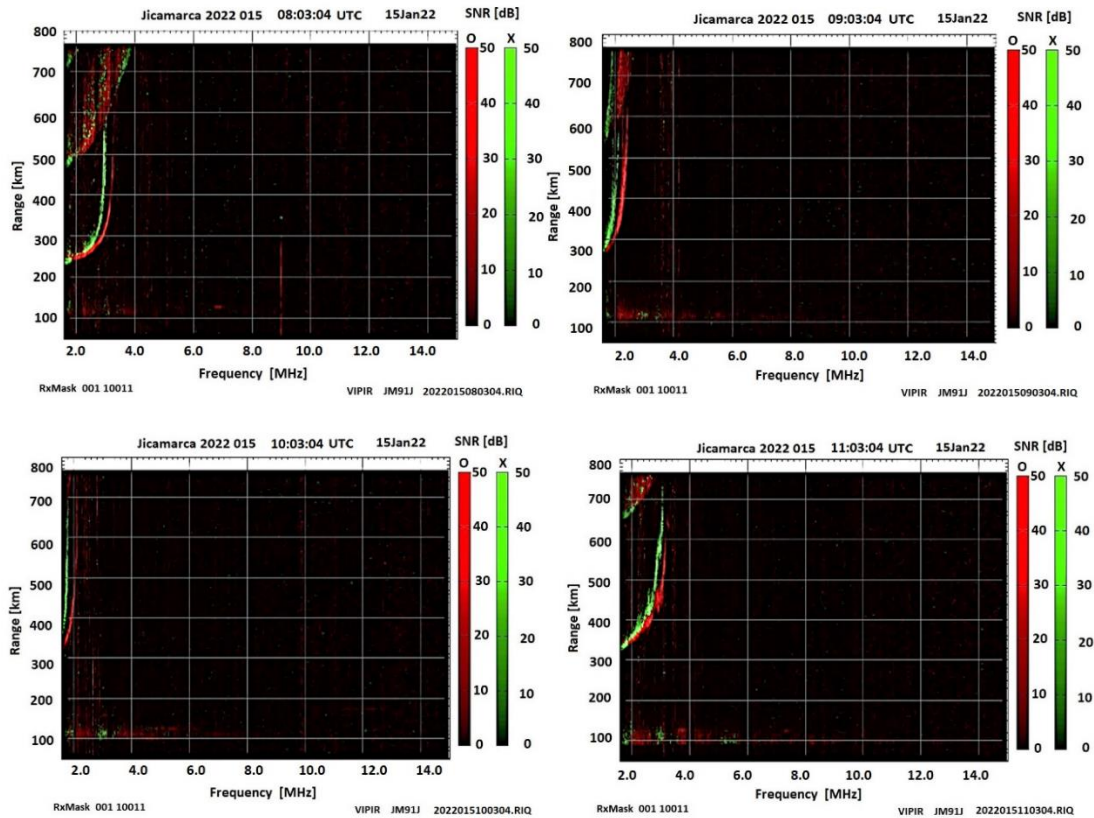 Jicamarca 2022 015 08:03:04 UTC 15Jan22 SNR [dB]
O X
800
700
600
500
400
300
200
100
Range [km]
50 50
40 40
30 30
20 20
10 10
0 0
2.0 4.0 6.0 8.0 10.0 12.0 14.0
Frequency [MHz]
RxMask 001 10011 VIPIR JM91J 2022015080304.RIQ
Jicamarca 2022 015 09:03:04 UTC 15Jan22 SNR [dB]
O X
800
700
600
500
400
300
200
100
Range [km]
50 50
40 40
30 30
20 20
10 10
0 0
2.0 4.0 6.0 8.0 10.0 12.0 14.0
Frequency [MHz]
RxMask 001 10011 VIPIR JM91J 2022015090304.RIQ
Jicamarca 2022 015 10:03:04 UTC 15Jan22 SNR [dB]
O X
800
700
600
500
400
300
200
100
Range [km]
50 50
40 40
30 30
20 20
10 10
0 0
2.0 4.0 6.0 8.0 10.0 12.0 14.0
Frequency [MHz]
RxMask 001 10011 VIPIR JM91J 2022015100304.RIQ
Jicamarca 2022 015 11:03:04 UTC 15Jan22 SNR [dB]
O X
800
700
600
500
400
300
200
100
Range [km]
50 50
40 40
30 30
20 20
10 10
0 0
2.0 4.0 6.0 8.0 10.0 12.0 14.0
Frequency [MHz]
RxMask 001 10011 VIPIR JM91J 2022015110304.RIQ